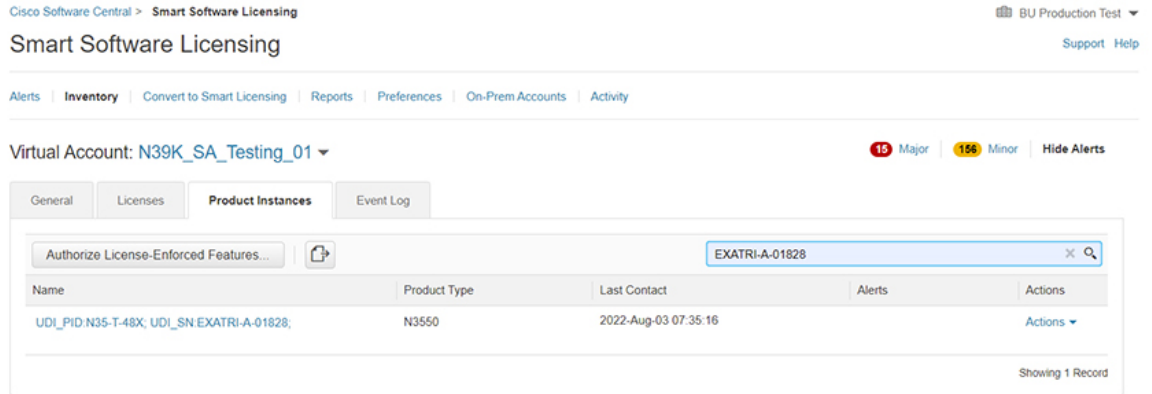 Cisco Software Central > Smart Software Licensing
BU Production Test
Smart Software Licensing
Support Help
Alerts | Inventory | Convert to Smart Licensing | Reports | Preferences | On-Prem Accounts | Activity
Virtual Account: N39K_SA_Testing_01
15 Major | 156 Minor | Hide Alerts
General Licenses Product Instances Event Log
Authorize License-Enforced Features...
EXATRI-A-01828
Name Product Type Last Contact Alerts Actions
UDI_PID:N35-T-48X; UDI_SN:EXATRI-A-01828; N3550 2022-Aug-03 07:35:16 Actions
Showing 1 Record